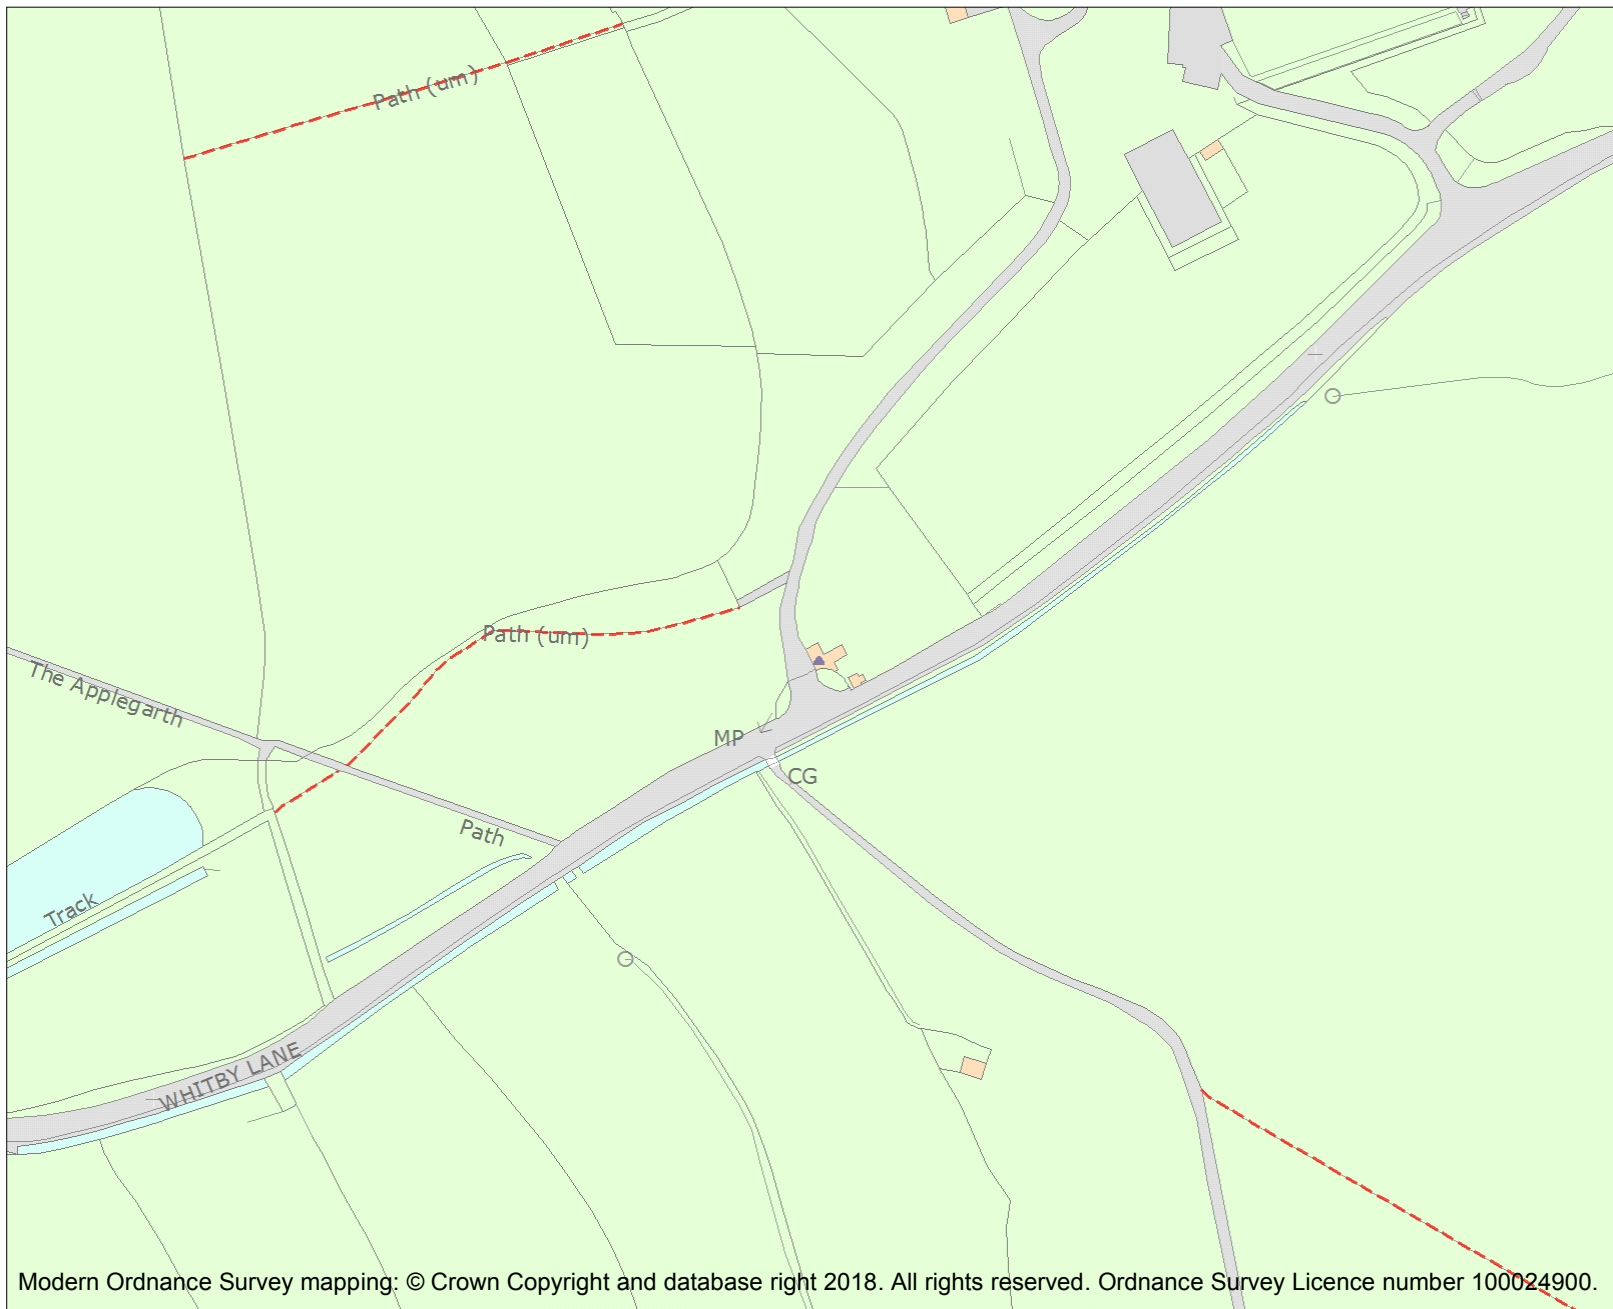 Path (um)
Path (um)
The Applegarth
MP
CG
Path
Track
WHITBY LANE
Modern Ordnance Survey mapping: © Crown Copyright and database right 2018. All rights reserved. Ordnance Survey Licence number 100024900.